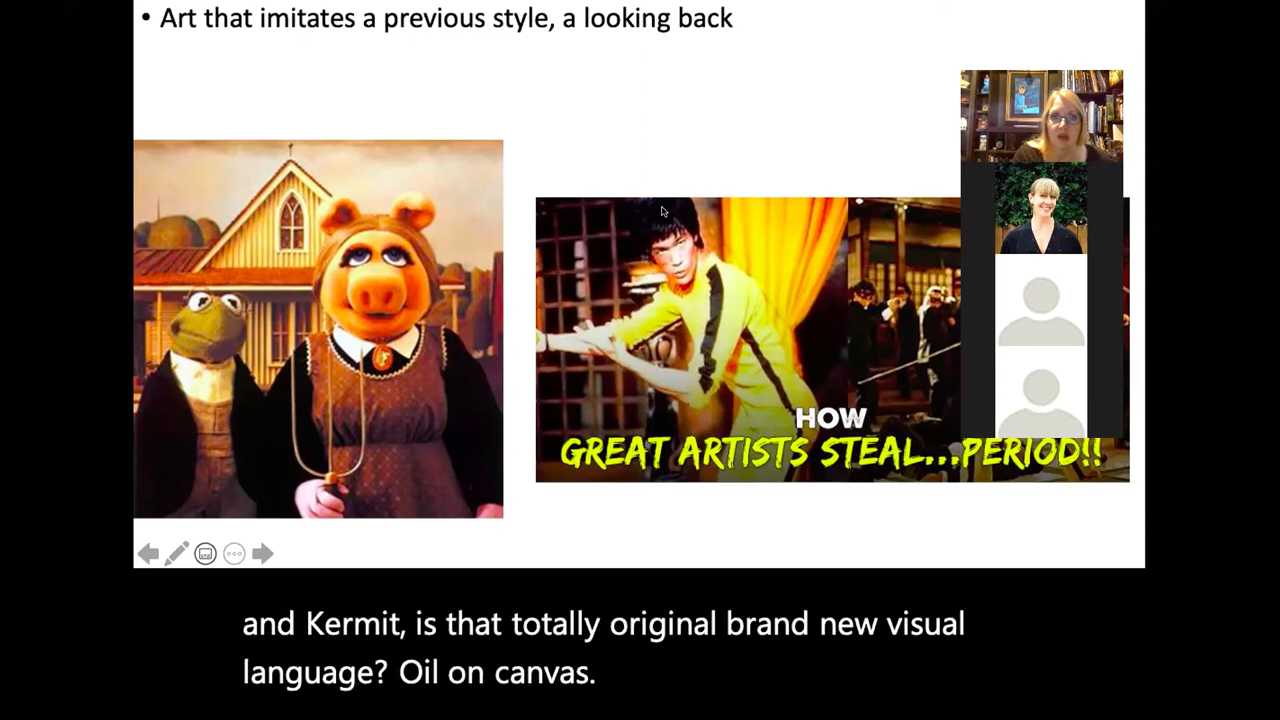 • Art that imitates a previous style, a looking back
HOW
GREAT ARTISTS STEAL...PERIOD!!
and Kermit, is that totally original brand new visual
language? Oil on canvas.